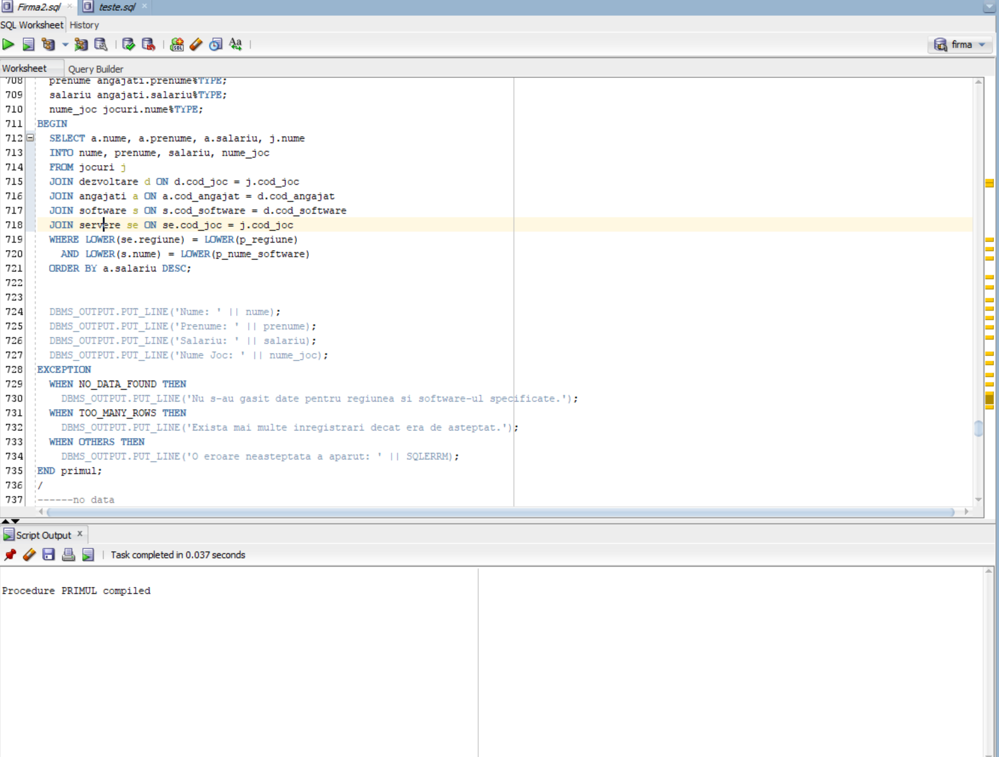 Firma2.sql × teste.sql ×
SQL Worksheet History
firma
Worksheet Query Builder
708 prenume angajati.prenume%TYPE;
709 salariu angajati.salariu%TYPE;
710 nume_joc jocuri.nume%TYPE;
711 BEGIN
712 SELECT a.nume, a.prenume, a.salariu, j.nume
713 INTO nume, prenume, salariu, nume_joc
714 FROM jocuri j
715 JOIN dezvoltare d ON d.cod_joc = j.cod_joc
716 JOIN angajati a ON a.cod_angajat = d.cod_angajat
717 JOIN software s ON s.cod_software = d.cod_software
718 JOIN servere se ON se.cod_joc = j.cod_joc
719 WHERE LOWER(se.regiune) = LOWER(p_regiune)
720 AND LOWER(s.nume) = LOWER(p_nume_software)
721 ORDER BY a.salariu DESC;
722
723
724 DBMS_OUTPUT.PUT_LINE('Nume: ' || nume);
725 DBMS_OUTPUT.PUT_LINE('Prenume: ' || prenume);
726 DBMS_OUTPUT.PUT_LINE('Salariu: ' || salariu);
727 DBMS_OUTPUT.PUT_LINE('Nume Joc: ' || nume_joc);
728 EXCEPTION
729 WHEN NO_DATA_FOUND THEN
730 DBMS_OUTPUT.PUT_LINE('Nu s-au gasit date pentru regiunea si software-ul specificate.');
731 WHEN TOO_MANY_ROWS THEN
732 DBMS_OUTPUT.PUT_LINE('Exista mai multe inregistrari decat era de asteptat.');
733 WHEN OTHERS THEN
734 DBMS_OUTPUT.PUT_LINE('O eroare neasteptata a aparut: ' || SQLERRM);
735 END primul;
736 /
737 ------no data
Script Output ×
Task completed in 0.037 seconds
Procedure PRIMUL compiled